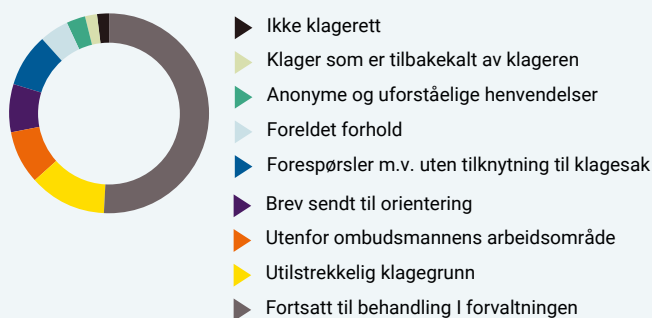 Ikke klagerett
Klager som er tilbakekalt av klageren
Anonyme og uforståelige henvendelser
Foreldet forhold
Forespørsler m.v. uten tilknytning til klagesak
Brev sendt til orientering
Utenfor ombudsmannens arbeidsområde
Utilstrekkelig klagegrunn
Fortsatt til behandling I forvaltningen